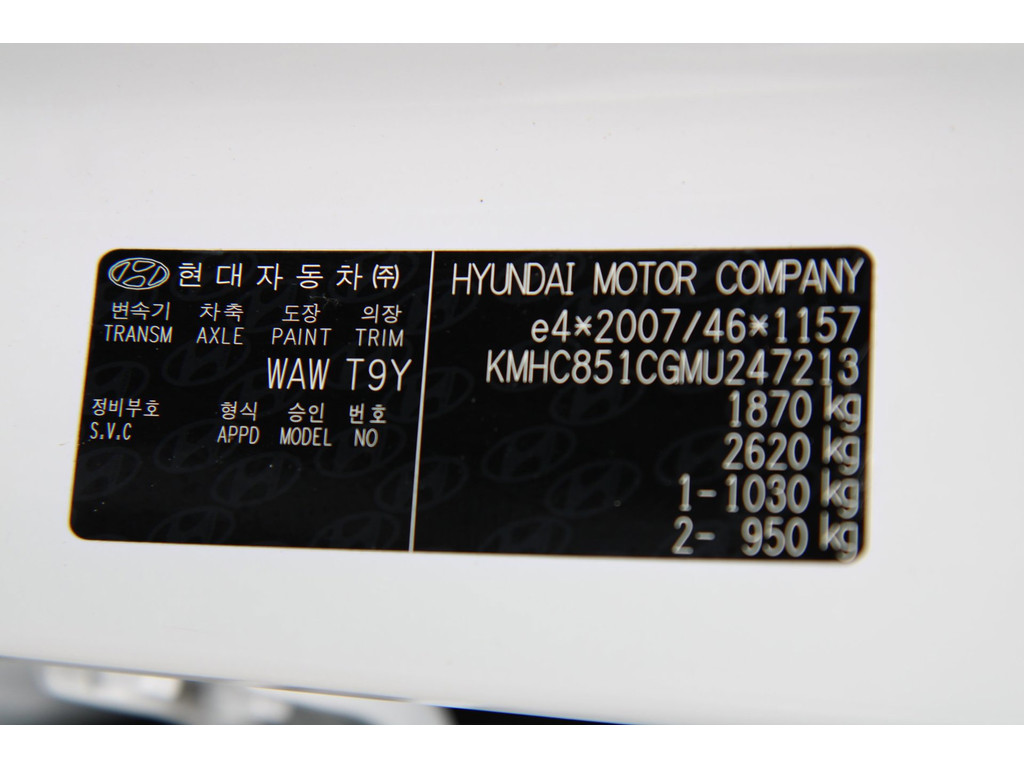 현대자동차㈜
변속기 차축 도장 의장
TRANSM AXLE PAINT TRIM
WAW T9Y
정비부호 형식 승인 번호
S.V.C APPD MODEL NO
HYUNDAI MOTOR COMPANY
e4*2007/46*1157
KMHC851CGMU247213
1870 kg
2620 kg
1-1030 kg
2- 950 kg